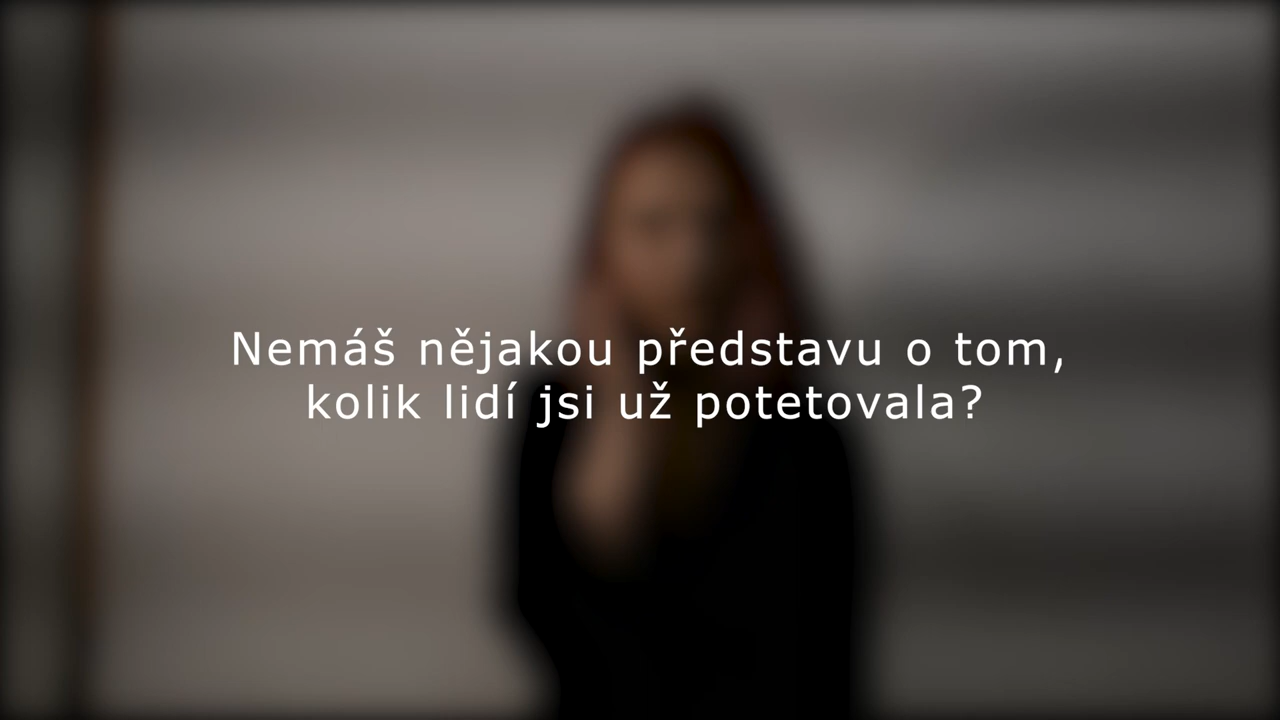 Nemáš nějakou představu o tom,
kolik lidí jsi už potetovala?